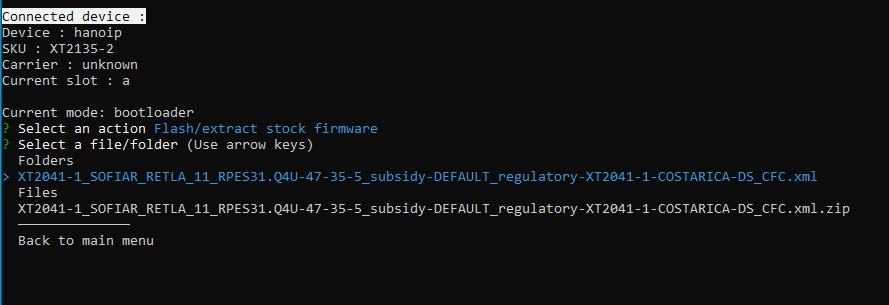 Connected device :
Device : hanoip
SKU : XT2135-2
Carrier : unknown
Current slot : a
Current mode: bootloader
? Select an action Flash/extract stock firmware
? Select a file/folder (Use arrow keys)
Folders
> XT2041-1_SOFIAR_RETLA_11_RPES31.Q4U-47-35-5_subsidy-DEFAULT_regulatory-XT2041-1-COSTARICA-DS_CFC.xml
Files
XT2041-1_SOFIAR_RETLA_11_RPES31.Q4U-47-35-5_subsidy-DEFAULT_regulatory-XT2041-1-COSTARICA-DS_CFC.xml.zip
Back to main menu